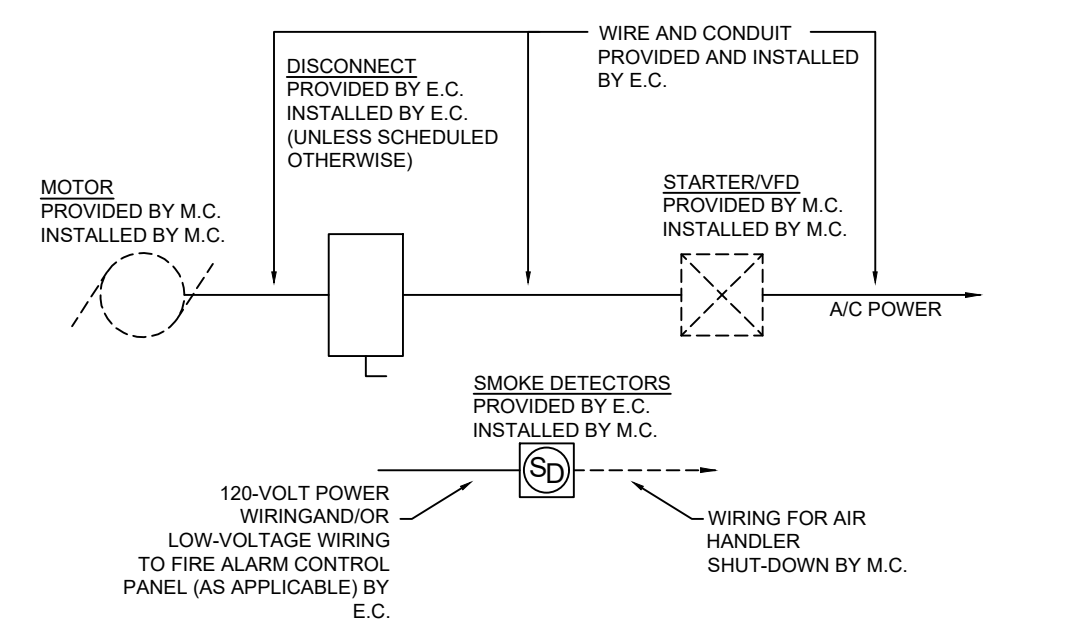 WIRE AND CONDUIT
PROVIDED AND INSTALLED
BY E.C.
DISCONNECT
PROVIDED BY E.C.
INSTALLED BY E.C.
(UNLESS SCHEDULED
OTHERWISE)
MOTOR
PROVIDED BY M.C.
INSTALLED BY M.C.
STARTER/VFD
PROVIDED BY M.C.
INSTALLED BY M.C.
A/C POWER
SMOKE DETECTORS
PROVIDED BY E.C.
INSTALLED BY M.C.
SD
120-VOLT POWER
WIRINGAND/OR
LOW-VOLTAGE WIRING
TO FIRE ALARM CONTROL
PANEL (AS APPLICABLE) BY
E.C.
WIRING FOR AIR
HANDLER
SHUT-DOWN BY M.C.